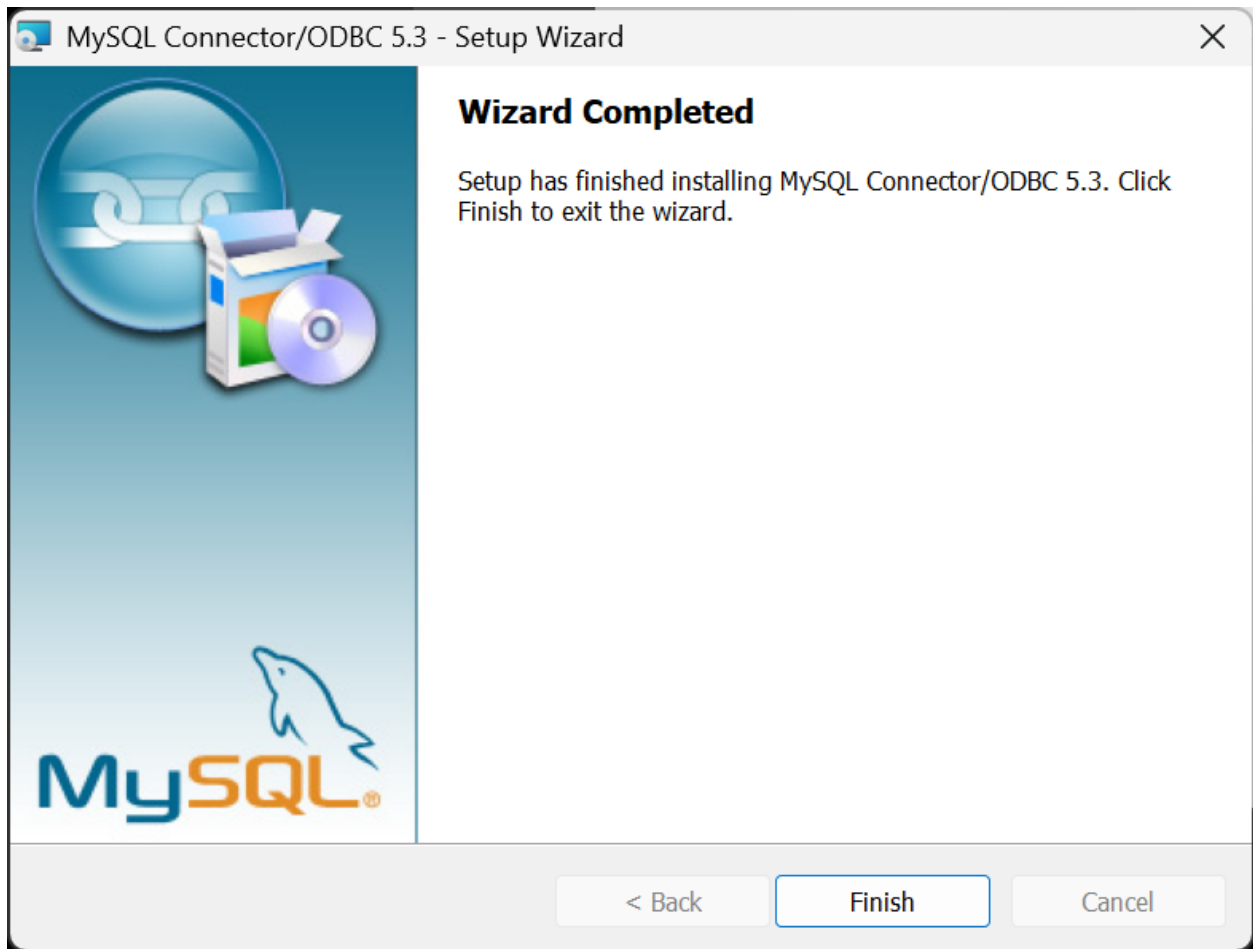 MySQL Connector/ODBC 5.3 - Setup Wizard
Wizard Completed
Setup has finished installing MySQL Connector/ODBC 5.3. Click
Finish to exit the wizard.
MySQL®
< Back
Finish
Cancel